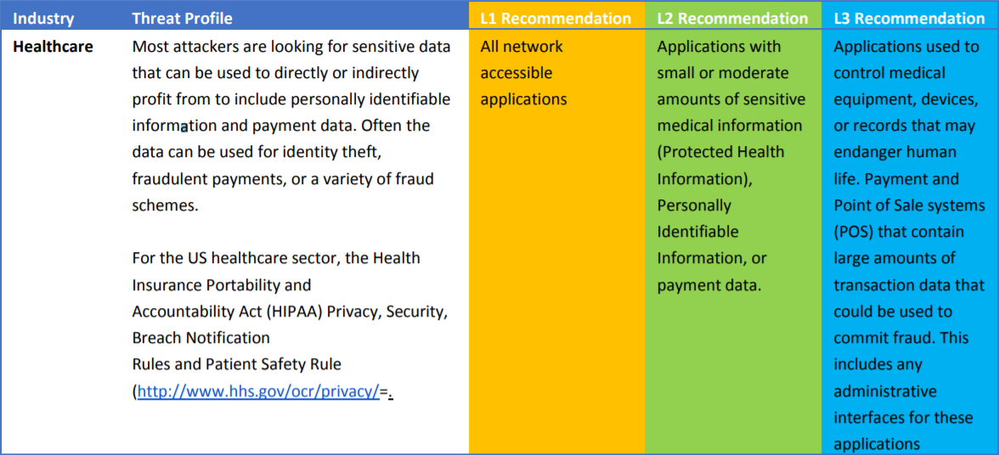 Industry Threat Profile L1 Recommendation L2 Recommendation L3 Recommendation
Healthcare
Most attackers are looking for sensitive data
that can be used to directly or indirectly
profit from to include personally identifiable
information and payment data. Often the
data can be used for identity theft,
fraudulent payments, or a variety of fraud
schemes.
For the US healthcare sector, the Health
Insurance Portability and
Accountability Act (HIPAA) Privacy, Security,
Breach Notification
Rules and Patient Safety Rule
(http://www.hhs.gov/ocr/privacy/=.
All network
accessible
applications
Applications with
small or moderate
amounts of sensitive
medical information
(Protected Health
Information),
Personally
Identifiable
Information, or
payment data.
Applications used to
control medical
equipment, devices,
or records that may
endanger human
life. Payment and
Point of Sale systems
(POS) that contain
large amounts of
transaction data that
could be used to
commit fraud. This
includes any
administrative
interfaces for these
applications